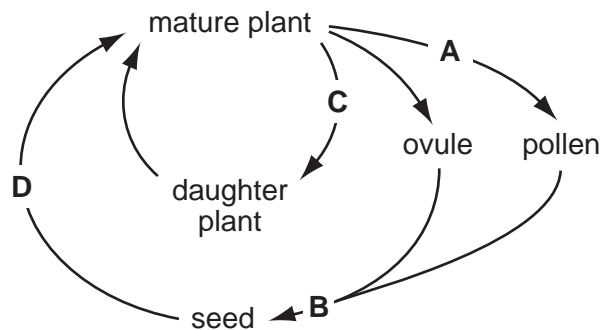 mature plant
A
C
ovule
pollen
D
daughter
plant
B
seed